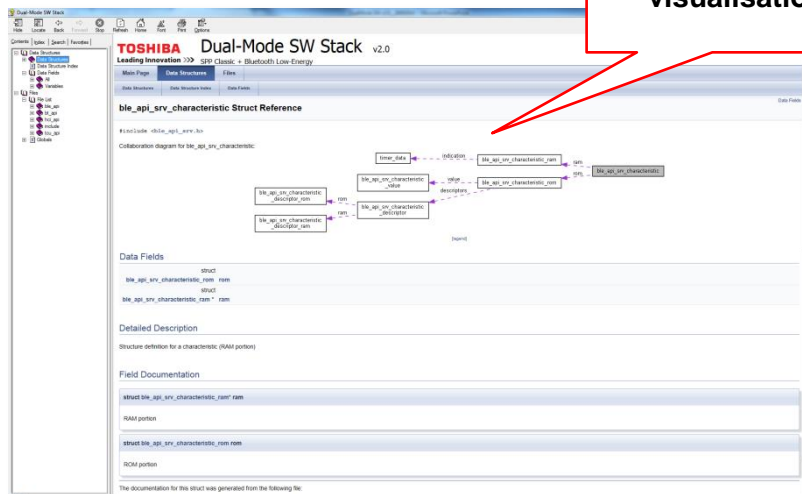 visualisatio
Dual-Mode SW Stack
Hide Locate Back Forward Stop Refresh Home Font Print Options
Contents Index Search Favorites
Data Structures
Data Structures
Data Structure Index
Data Fields
All
Variables
Files
File List
ble_api
bt_api
hci_api
include
Globals
TOSHIBA Dual-Mode SW Stack v2.0
Leading Innovation >>> SPP Classic + Bluetooth Low-Energy
Main Page Data Structures Files
Data Structures Data Structure Index Data Fields
ble_api_srv_characteristic Struct Reference
Data Fields
#include <ble_api_srv.h>
Collaboration diagram for ble_api_srv_characteristic:
timer_data indication ble_api_srv_characteristic_ram ram
ble_api_srv_characteristic
rom
ble_api_srv_characteristic
_value
value
ble_api_srv_characteristic_rom
descriptors
ble_api_srv_characteristic
_descriptor_rom
rom
ble_api_srv_characteristic
_descriptor
ram
ble_api_srv_characteristic
_descriptor_ram
[legend]
Data Fields
struct
ble_api_srv_characteristic_rom rom
struct
ble_api_srv_characteristic_ram * ram
Detailed Description
Structure definition for a characteristic (RAM portion)
Field Documentation
struct ble_api_srv_characteristic_ram* ram
RAM portion
struct ble_api_srv_characteristic_rom rom
ROM portion
The documentation for this struct was generated from the following file: